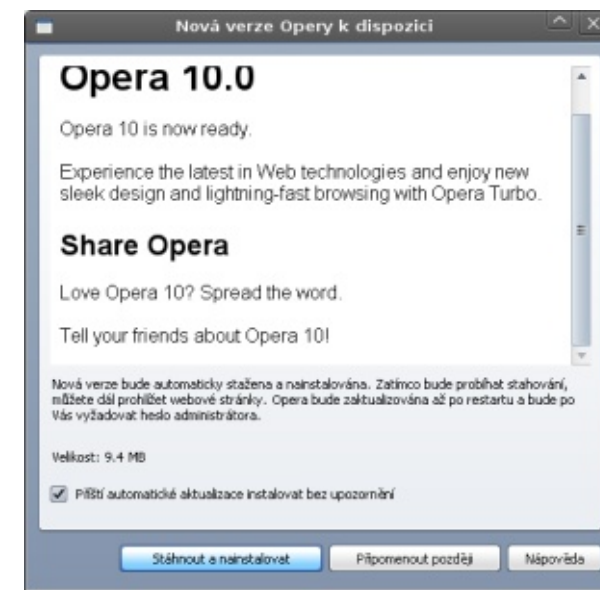 Nová verze Opery k dispozici
Opera 10.0
Opera 10 is now ready.
Experience the latest in Web technologies and enjoy new
sleek design and lightning-fast browsing with Opera Turbo.
Share Opera
Love Opera 10? Spread the word.
Tell your friends about Opera 10!
Nová verze bude automaticky stažena a nainstalována. Zatímco bude probíhat stahování,
můžete dál prohlížet webové stránky. Opera bude zaktualizována až po restartu a bude po
Vás vyžadovat heslo administrátora.
Velikost: 9.4 MB
Příští automatické aktualizace instalovat bez upozornění
Stáhnout a nainstalovat
Připomenout později
Nápověda